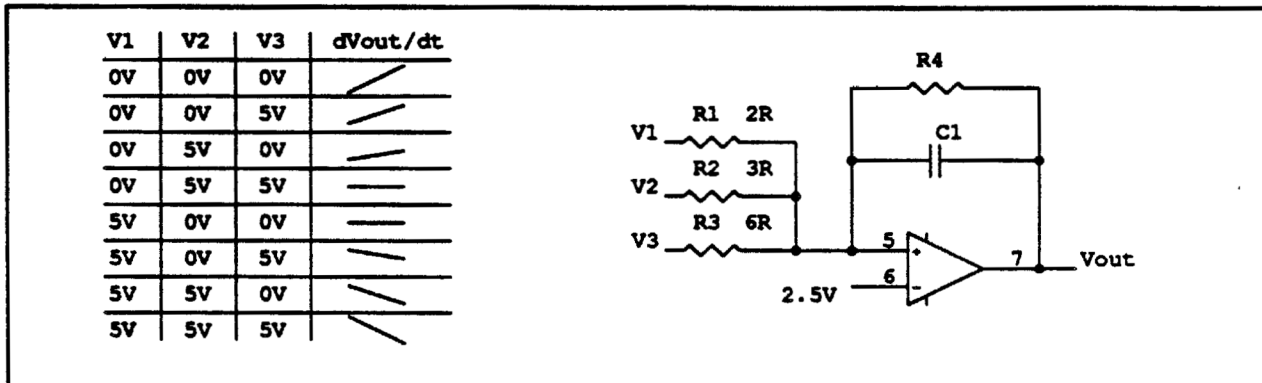 V1 V2 V3 dVout/dt
0V 0V 0V
0V 0V 5V
0V 5V 0V
0V 5V 5V
5V 0V 0V
5V 0V 5V
5V 5V 0V
5V 5V 5V
R4
C1
V1 R1 2R
V2 R2 3R
V3 R3 6R
5 +
6 -
7 Vout
2.5V